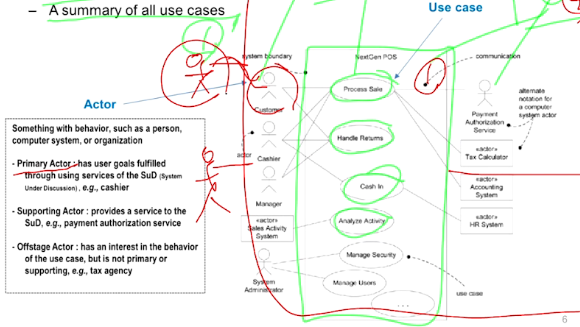 – A summary of all use cases
Use case
system boundary
NextGen POS
communication
Actor
Customer
Process Sale
Payment
Authorization
Service
alternate
notation for a
computer system
actor
Something with behavior, such as a person,
computer system, or organization
- Primary Actor : has user goals fulfilled
through using services of the SuD (System
Under Discussion) , e.g., cashier
- Supporting Actor : provides a service to the
SuD, e.g., payment authorization service
- Offstage Actor : has an interest in the behavior
of the use case, but is not primary or
supporting, e.g., tax agency
actor
Cashier
Handle Returns
«actor»
Tax Calculator
Manager
Cash In
«actor»
Accounting
System
«actor»
Sales Activity
System
Analyze Activity
«actor»
HR System
System
Administrator
Manage Security
Manage Users
...
use case
6